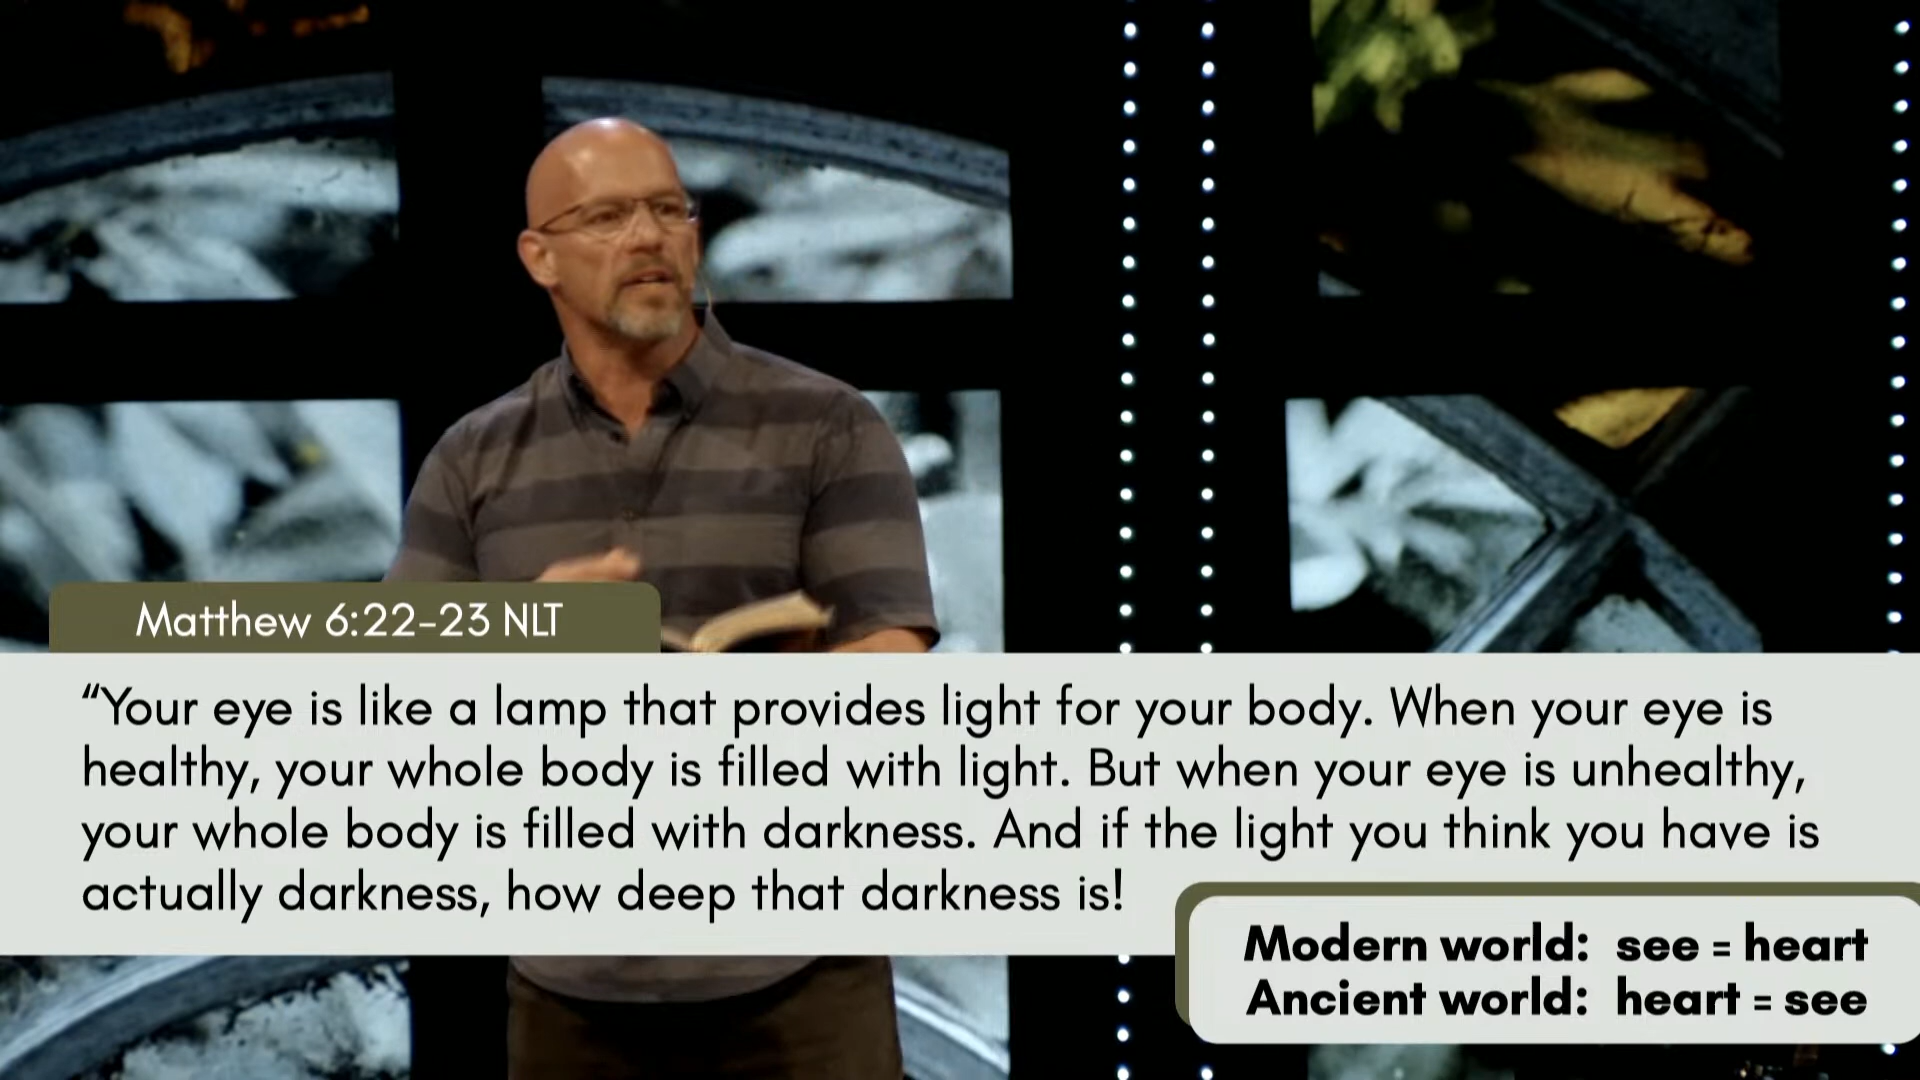 Matthew 6:22-23 NLT
“Your eye is like a lamp that provides light for your body. When your eye is
healthy, your whole body is filled with light. But when your eye is unhealthy,
your whole body is filled with darkness. And if the light you think you have is
actually darkness, how deep that darkness is!
Modern world: see = heart
Ancient world: heart = see